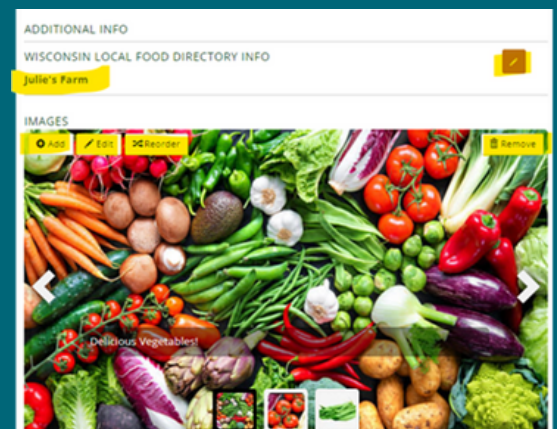 ADDITIONAL INFO
WISCONSIN LOCAL FOOD DIRECTORY INFO
Julie's Farm
IMAGES
Add Edit Reorder Remove
Delicious Vegetables!